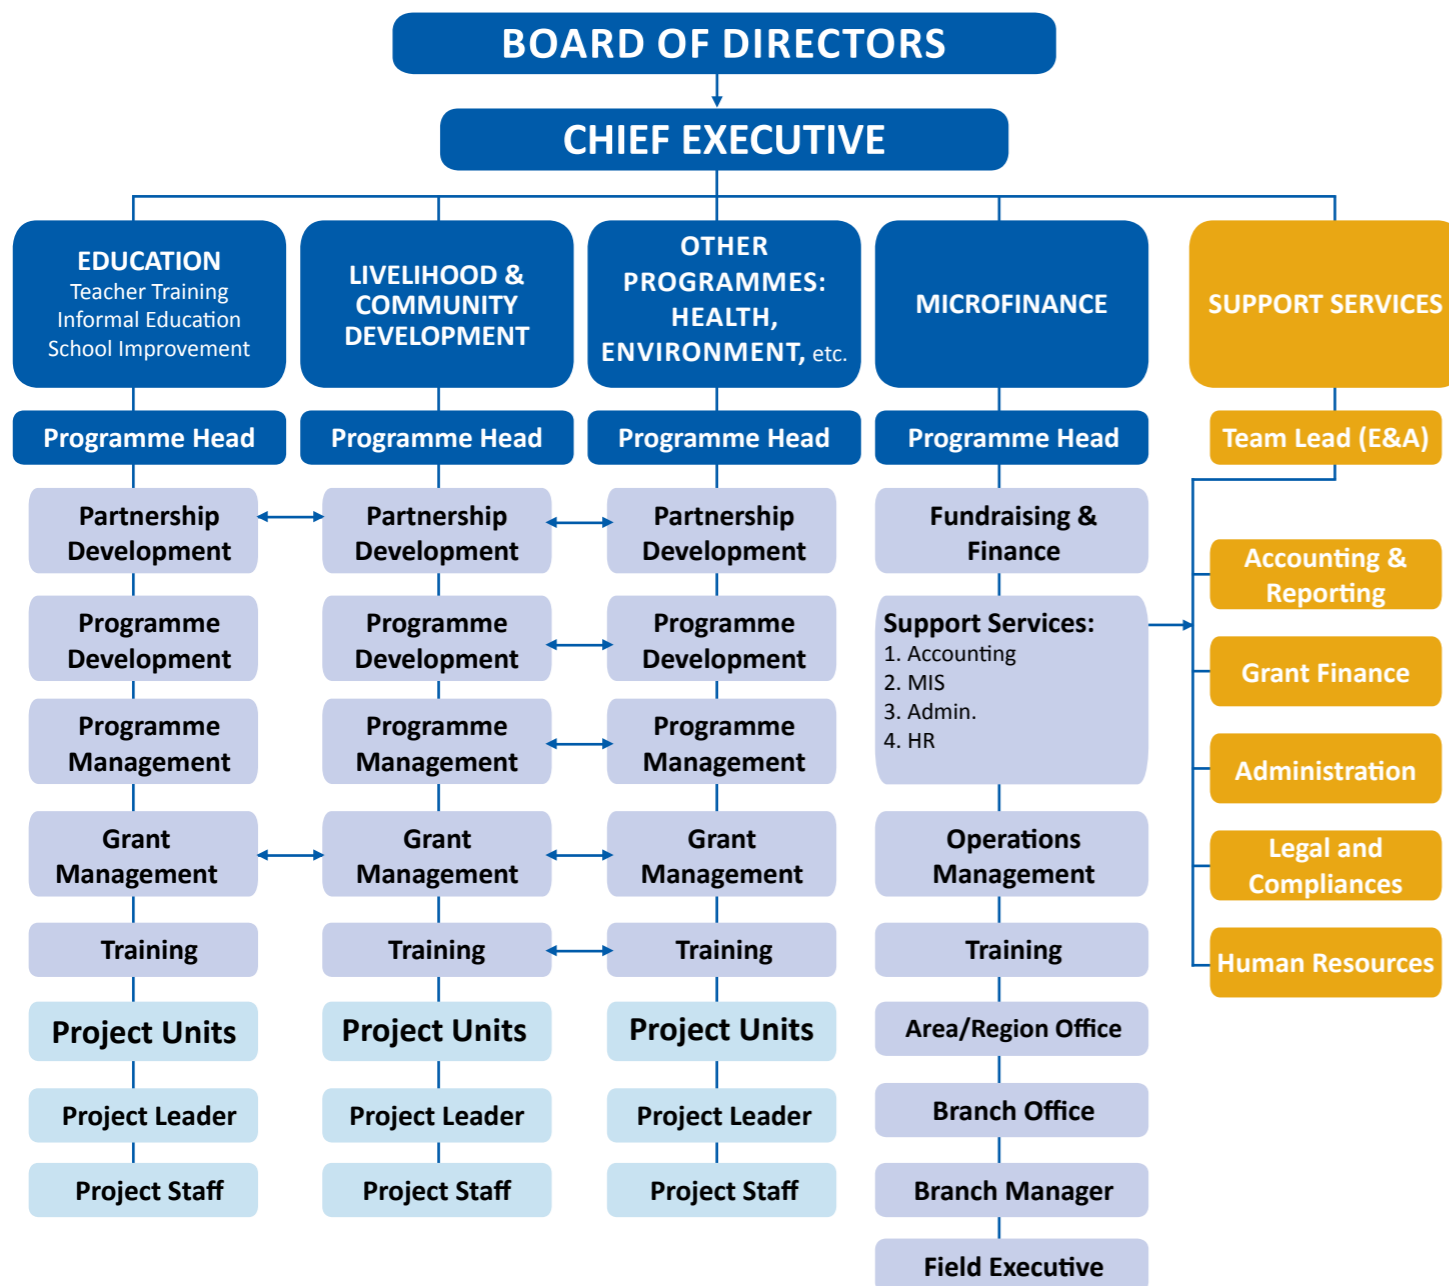 BOARD OF DIRECTORS
CHIEF EXECUTIVE
EDUCATION
Teacher Training
Informal Education
School Improvement
LIVELIHOOD &
COMMUNITY
DEVELOPMENT
OTHER
PROGRAMMES:
HEALTH,
ENVIRONMENT, etc.
MICROFINANCE
SUPPORT SERVICES
Programme Head
Programme Head
Programme Head
Programme Head
Team Lead (E&A)
Partnership
Development
Partnership
Development
Partnership
Development
Fundraising &
Finance
Accounting &
Reporting
Programme
Development
Programme
Development
Programme
Development
Support Services:
1. Accounting
2. MIS
3. Admin.
4. HR
Grant Finance
Programme
Management
Programme
Management
Programme
Management
Administration
Grant
Management
Grant
Management
Grant
Management
Operations
Management
Legal and
Compliances
Training
Training
Training
Training
Human Resources
Project Units
Project Units
Project Units
Area/Region Office
Project Leader
Project Leader
Project Leader
Branch Office
Project Staff
Project Staff
Project Staff
Branch Manager
Field Executive